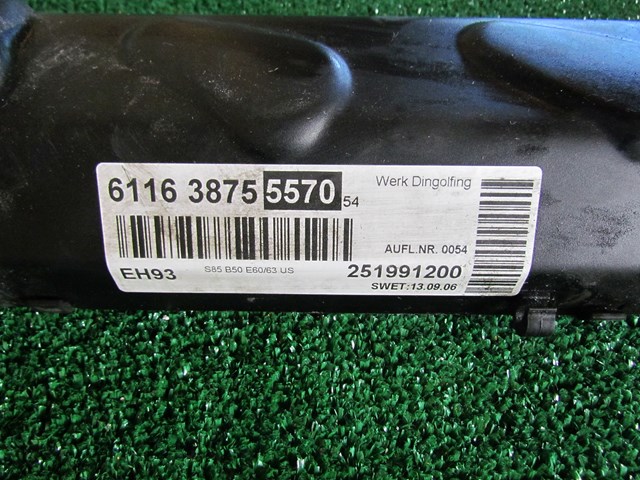 6116 3875 5570 54
Werk Dingolfing
AUFL.NR. 0054
EH93 S85 B50 E60/63 US 251991200
SWET:13.09.06